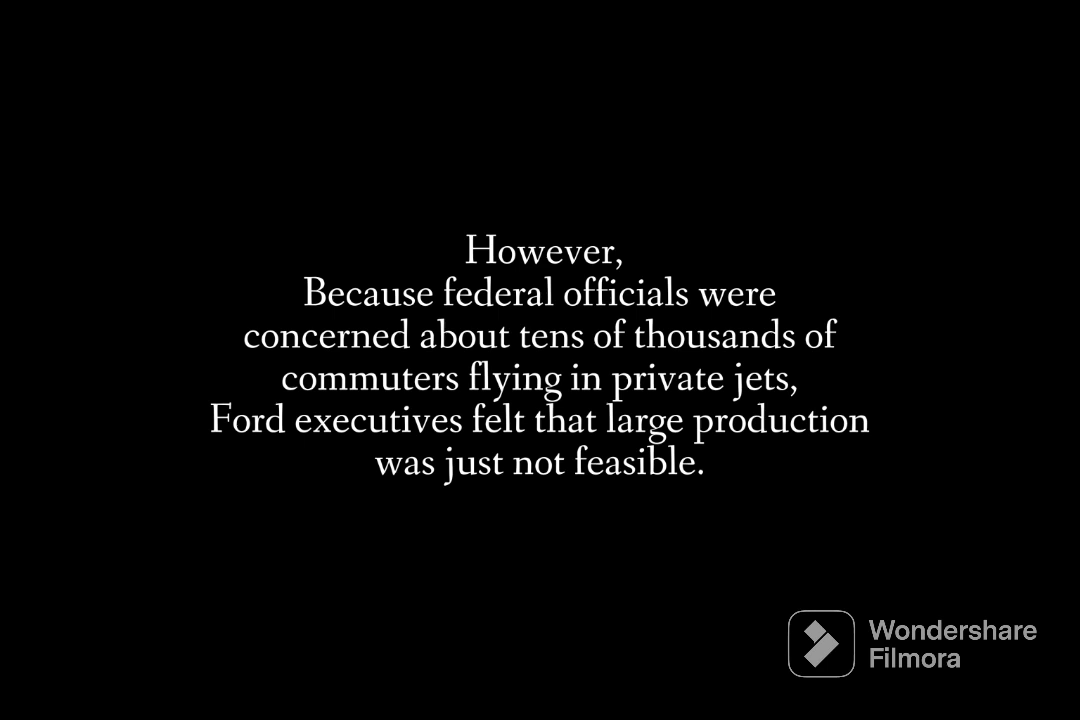 However,
Because federal officials were
concerned about tens of thousands of
commuters flying in private jets,
Ford executives felt that large production
was just not feasible.
Wondershare
Filmora